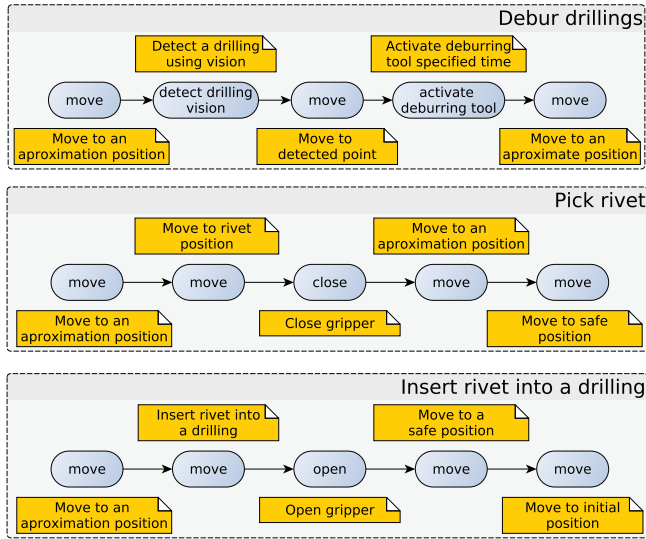 Debur drillings
Detect a drilling
using vision
Activate deburring
tool specified time
move
detect drilling
vision
move
activate
deburring tool
move
Move to an
aproximation position
Move to
detected point
Move to an
aproximate position
Pick rivet
Move to rivet
position
Move to an
aproximation position
move
move
close
move
move
Move to an
aproximation position
Close gripper
Move to safe
position
Insert rivet into a drilling
Insert rivet into
a drilling
Move to a
safe position
move
move
open
move
move
Move to an
aproximation position
Open gripper
Move to initial
position